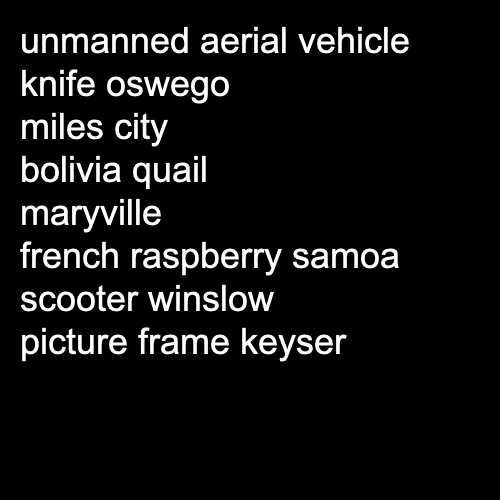 unmanned aerial vehicle
knife oswego
miles city
bolivia quail
maryville
french raspberry samoa
scooter winslow
picture frame keyser